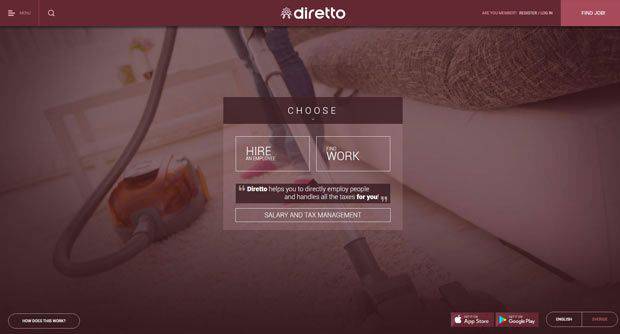 MENU
diretto
ARE YOU MEMBER? REGISTER / LOG IN
FIND JOB!
CHOOSE
HIRE
AN EMPLOYEE
FIND
WORK
“ Diretto helps you to directly employ people
and handles all the taxes for you! ”
SALARY AND TAX MANAGEMENT
HOW DOES THIS WORK?
GET IT ON
App Store
GET IT ON
Google Play
ENGLISH
SVERIGE